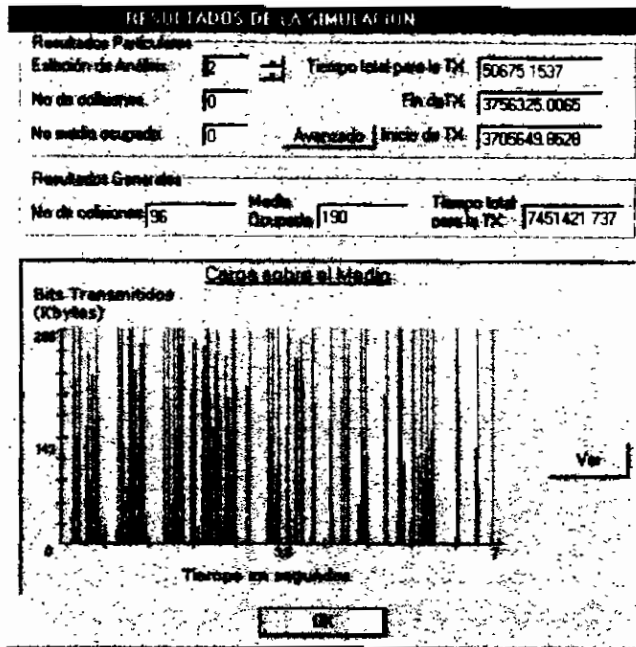 RESULTADOS DE LA SIMULACION
Resultados Particulares
Estación de Análisis: 2 Tiempo total para la TX: 50675.1537
No de colisiones: 0 Fin de TX: 3756325.0065
No medio ocupado: 0 Avanzado Inicio de TX: 3705649.8528
Resultados Generales
No de colisiones: 96 Medio Ocupado: 190 Tiempo total para la TX: 7451421.737
Carga sobre el Medio
Bits Transmitidos
(Kbytes)
Ver
0
7
Tiempo en segundos
OK